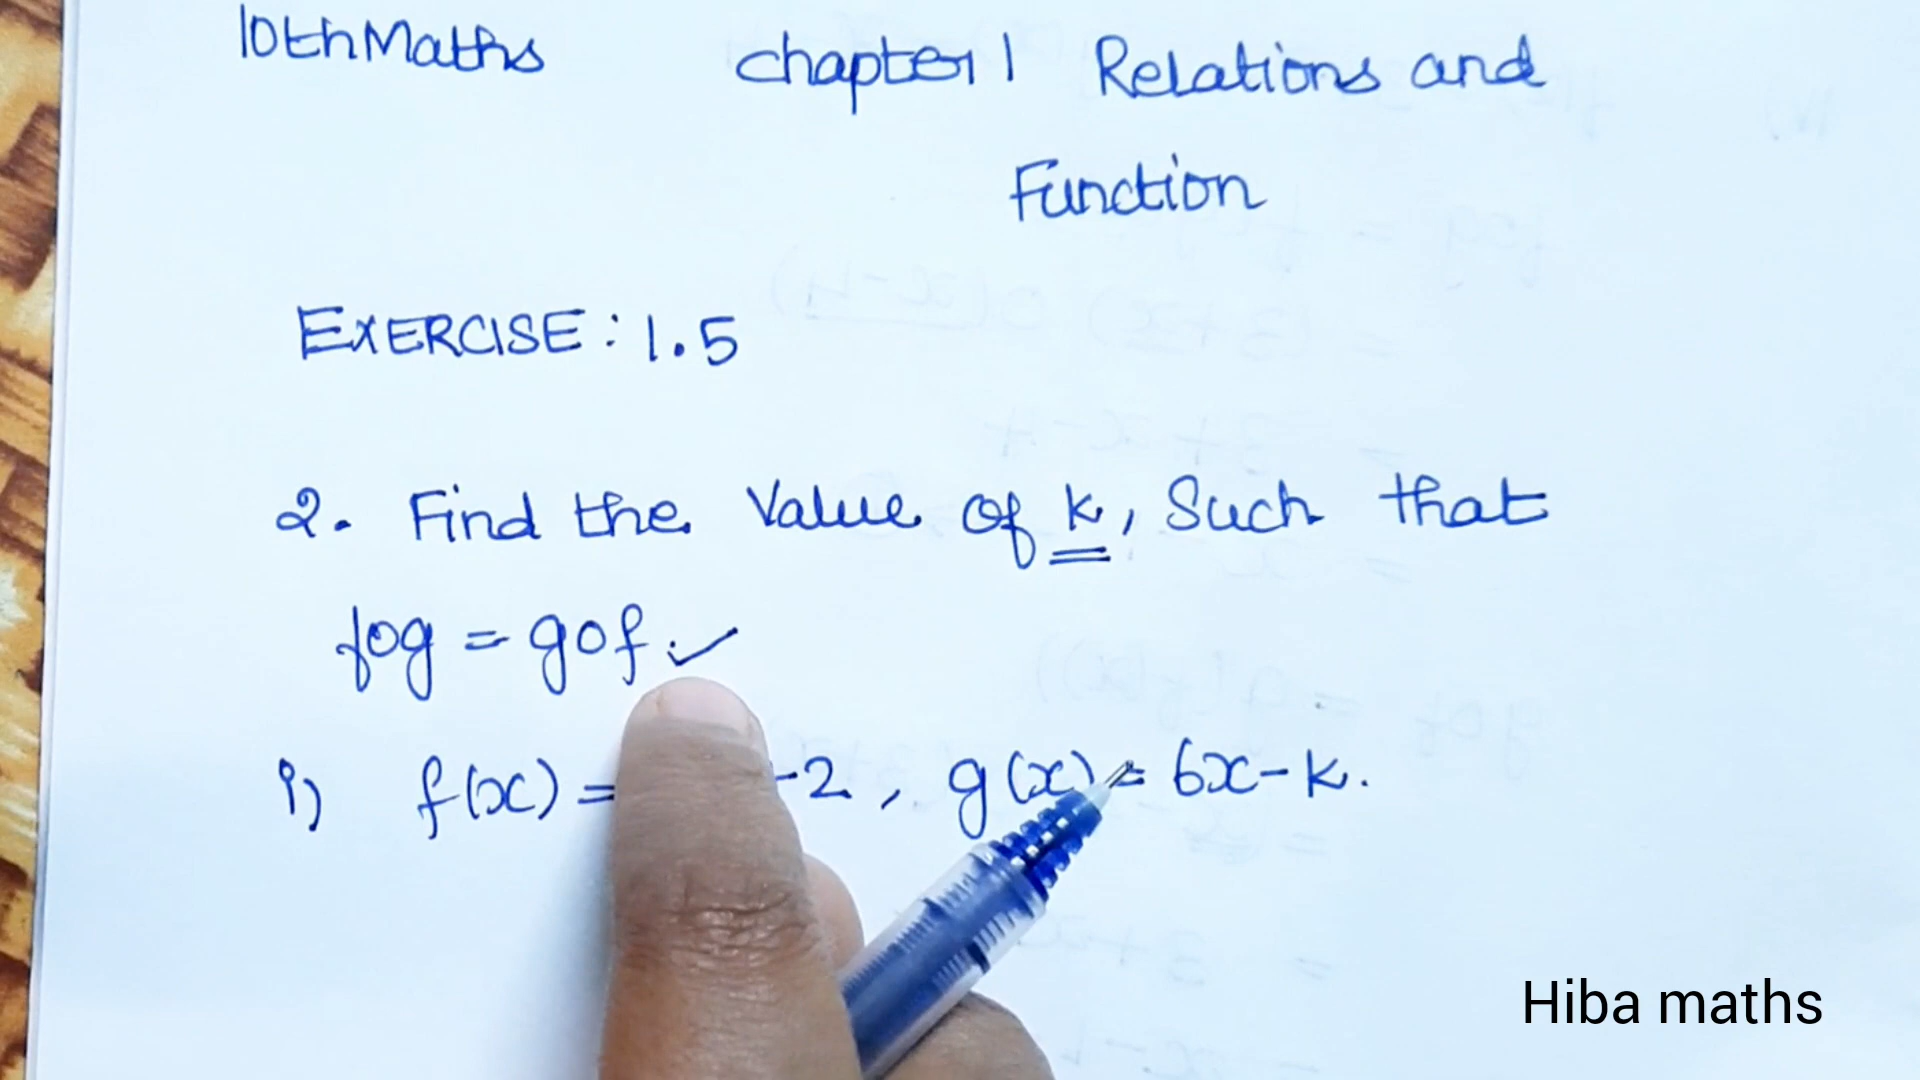 10th Maths chapter 1 Relations and
Function
EXERCISE: 1.5
2. Find the Value of k, Such that
fog = gof
i) f(x) = -2, g(x) = 6x-k.
Hiba maths